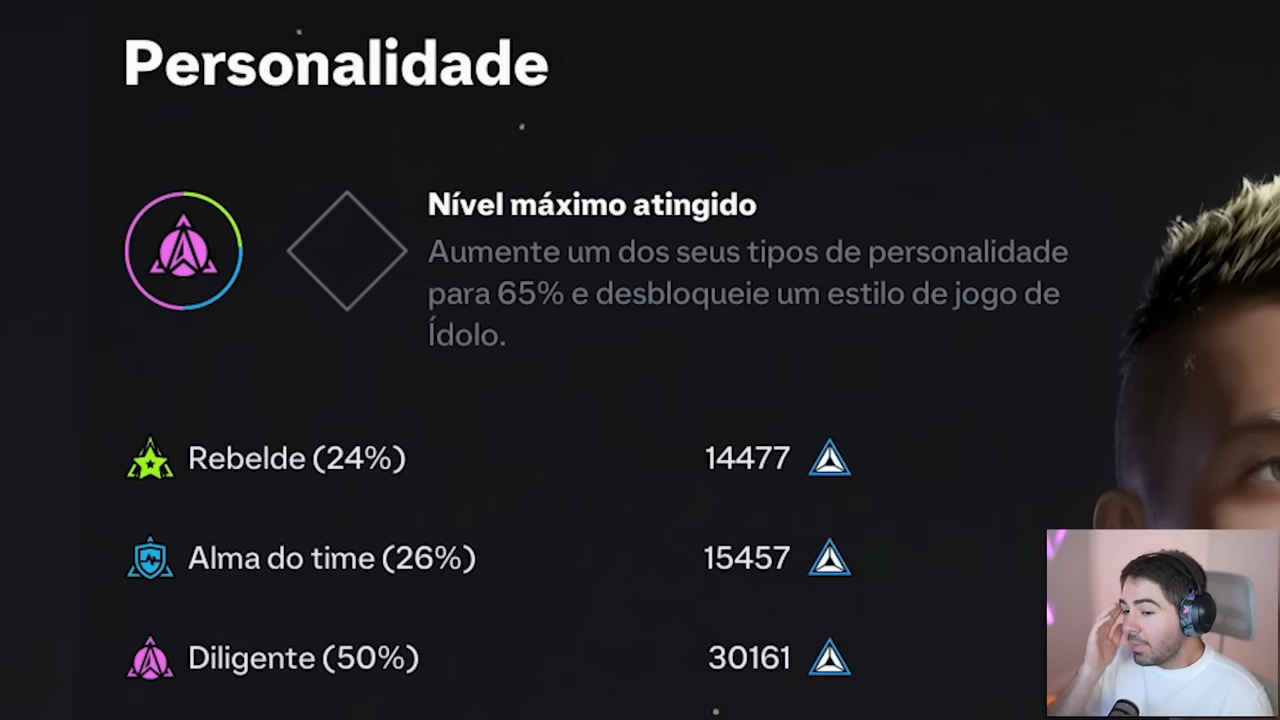 Personalidade
Nível máximo atingido
Aumente um dos seus tipos de personalidade
para 65% e desbloqueie um estilo de jogo de
Ídolo.
Rebelde (24%) 14477
Alma do time (26%) 15457
Diligente (50%) 30161